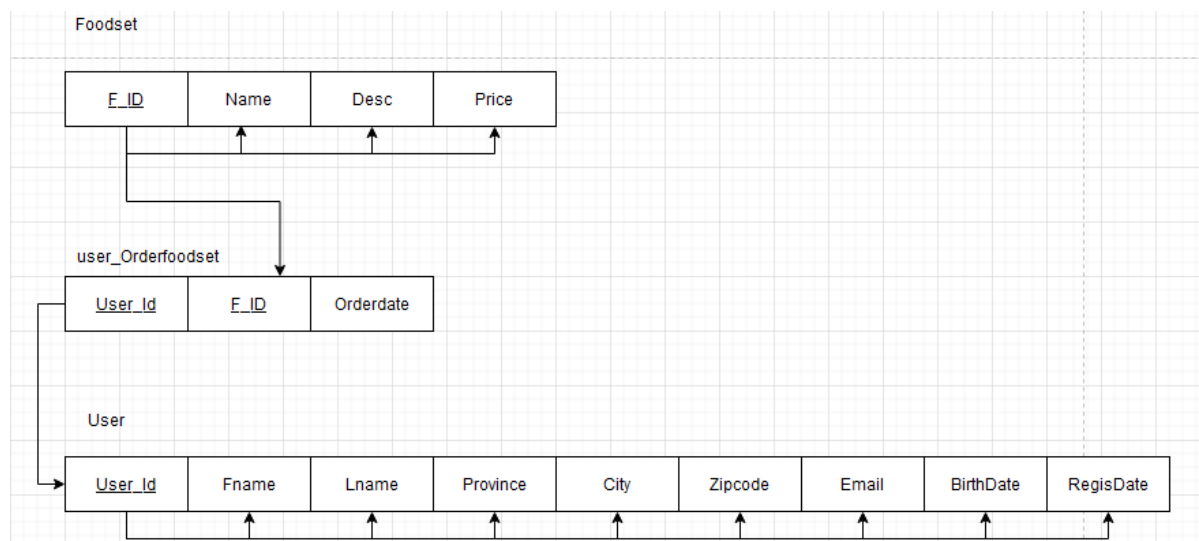 Foodset
F_ID Name Desc Price
user_Orderfoodset
User_Id F_ID Orderdate
User
User_Id Fname Lname Province City Zipcode Email BirthDate RegisDate